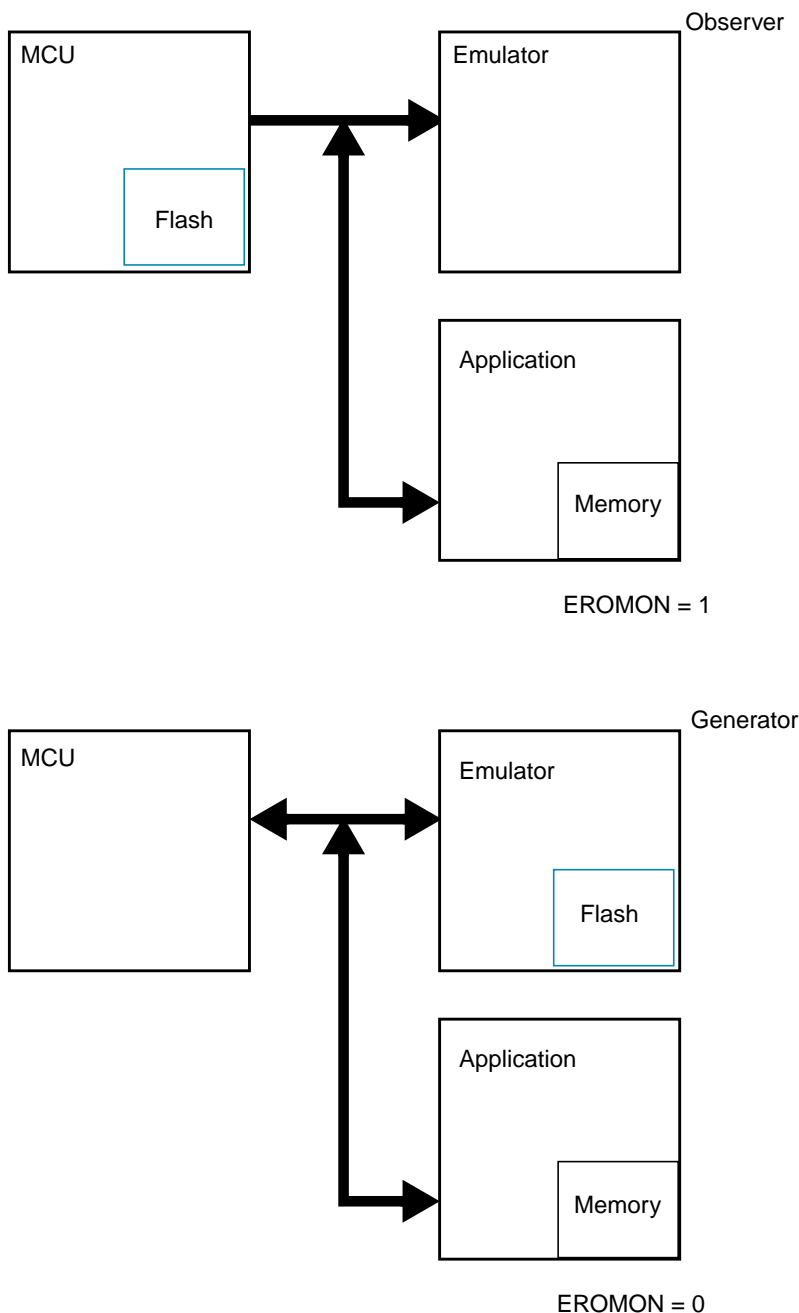 Observer
MCU
Emulator
Flash
Application
Memory
EROMON = 1
Generator
MCU
Emulator
Flash
Application
Memory
EROMON = 0